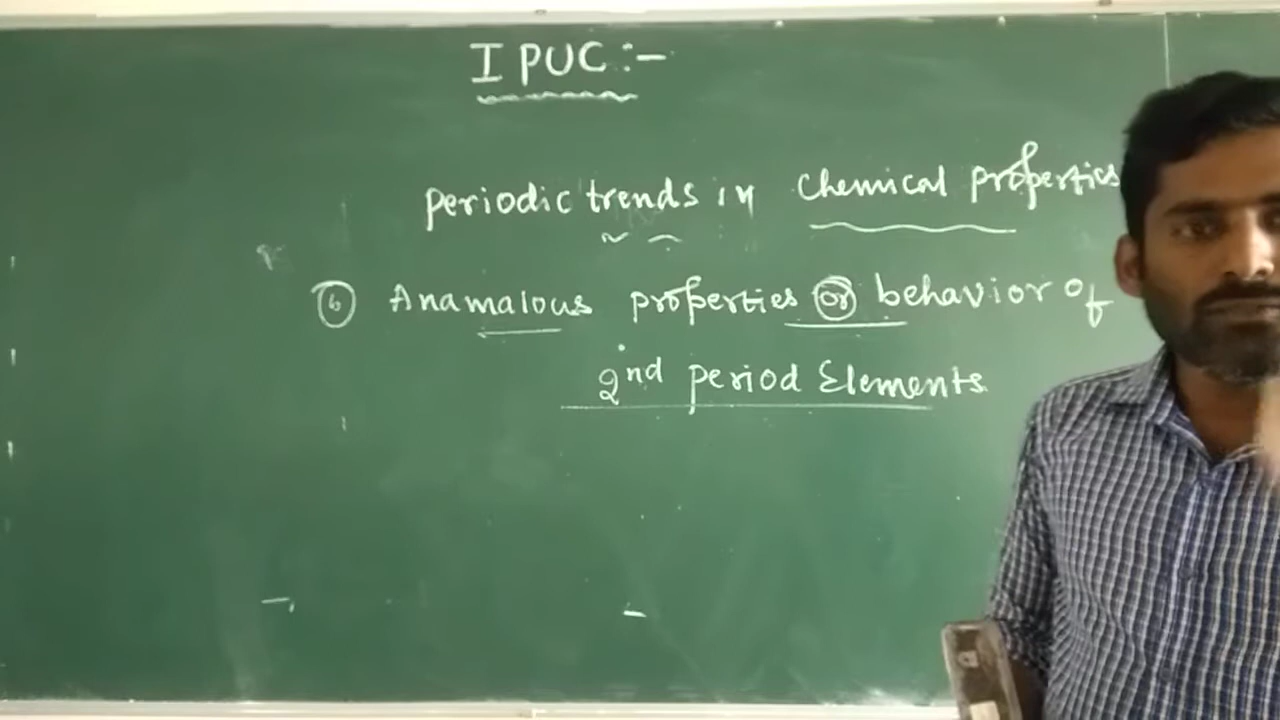 I PUC :-
Periodic trends in Chemical properties
(b) Anamalous properties (or) behavior of
2nd period Elements